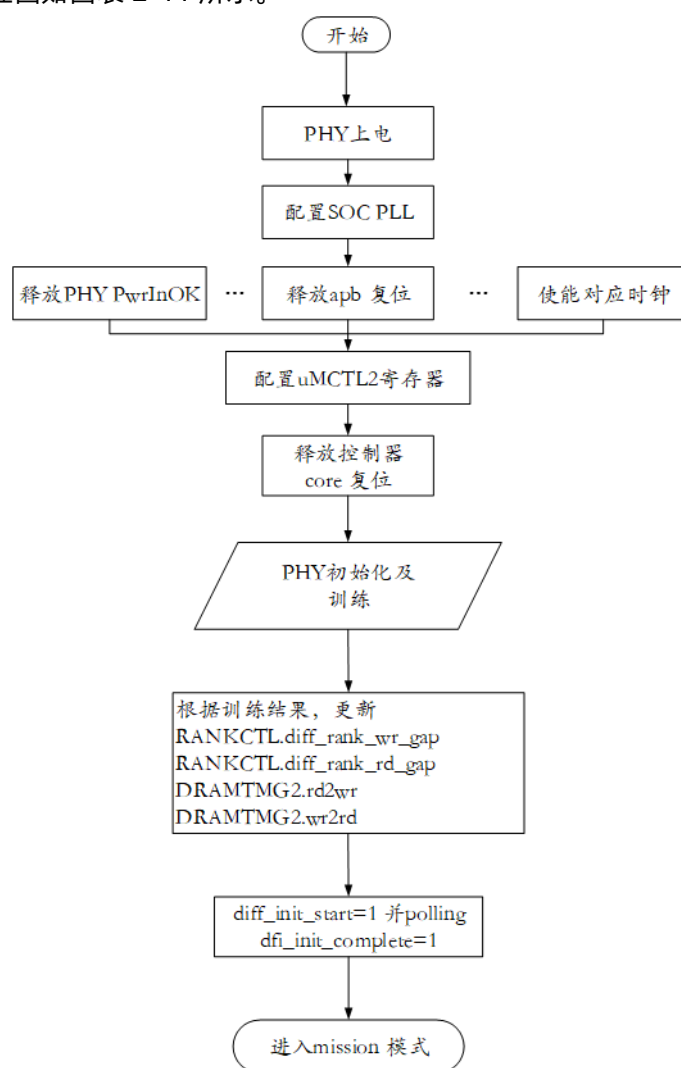 开始
PHY上电
配置SOC PLL
释放PHY PwrInOK
…
释放apb 复位
…
使能对应时钟
配置uMCTL2寄存器
释放控制器
core 复位
PHY初始化及
训练
根据训练结果，更新
RANKCTL.diff_rank_wr_gap
RANKCTL.diff_rank_rd_gap
DRAMTMG2.rd2wr
DRAMTMG2.wr2rd
diff_init_start=1 并polling
dfi_init_complete=1
进入mission 模式